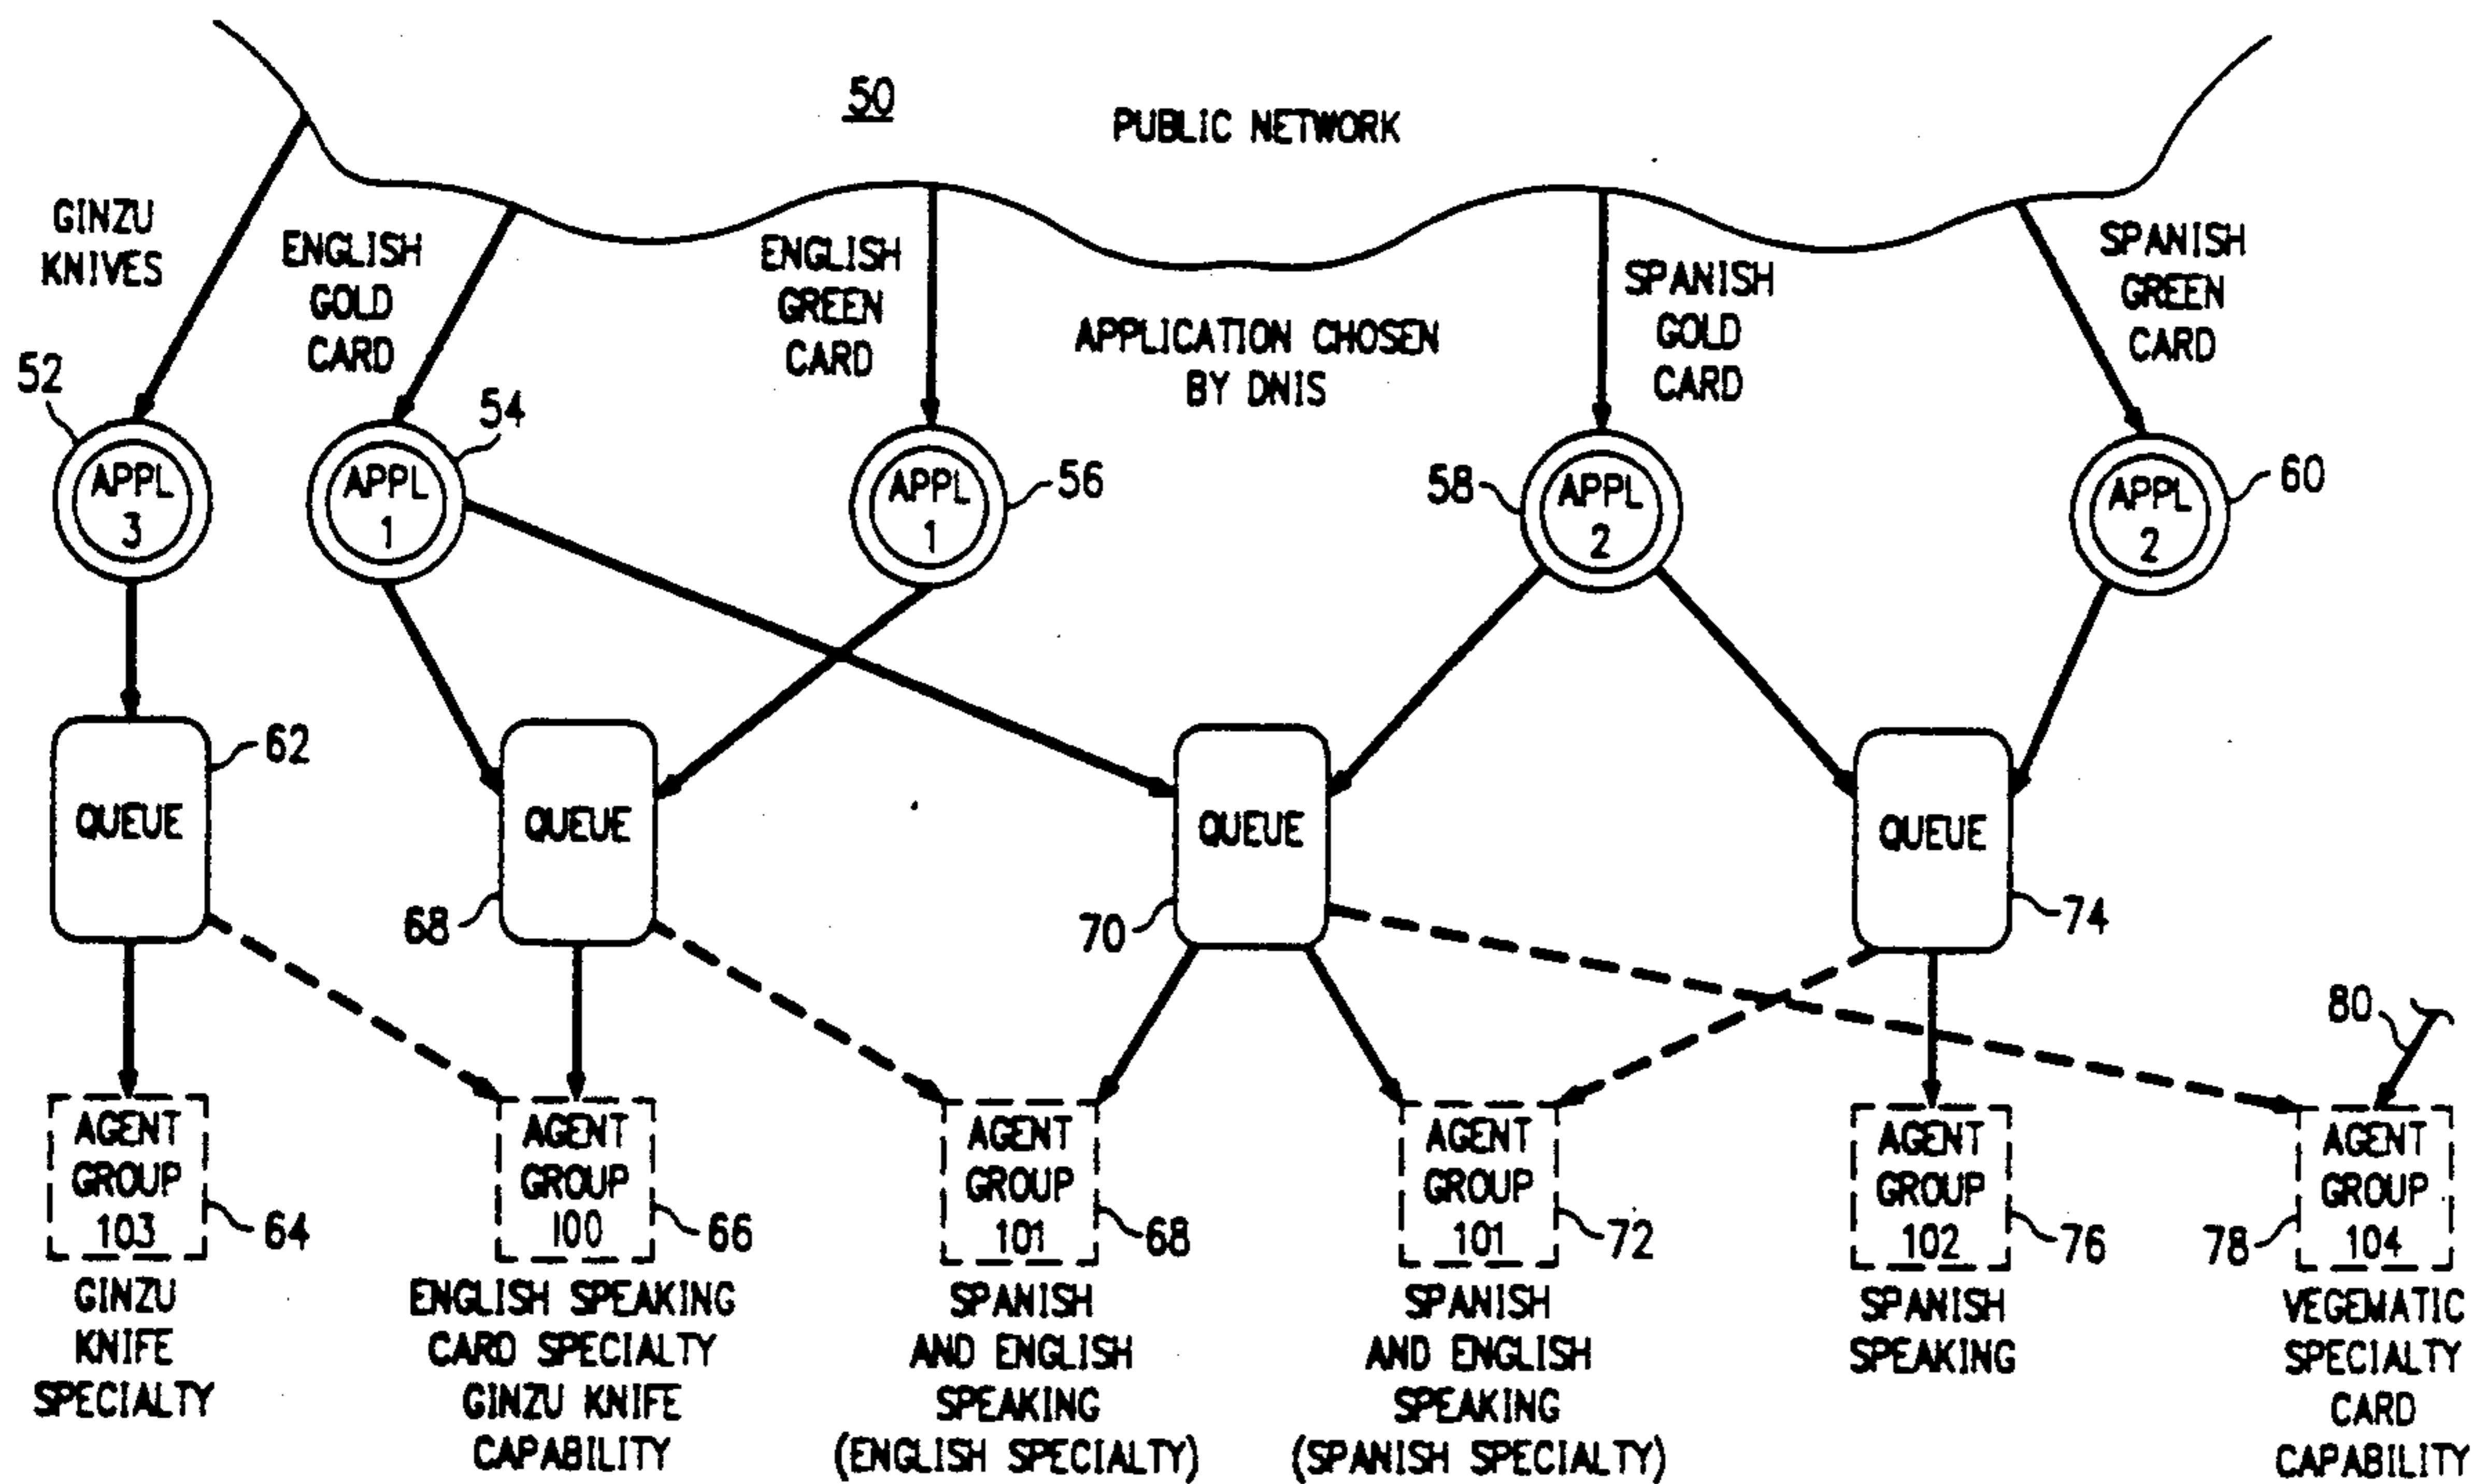 50
PUBLIC NETWORK
GINZU
KNIVES
ENGLISH
GOLD
CARD
ENGLISH
GREEN
CARD
APPLICATION CHOSEN
BY DNIS
SPANISH
GOLD
CARD
SPANISH
GREEN
CARD
52
APPL
3
54
APPL
1
56
APPL
1
58
APPL
2
60
APPL
2
62
QUEUE
68
QUEUE
70
QUEUE
74
QUEUE
80
AGENT
GROUP
103
64
GINZU
KNIFE
SPECIALTY
AGENT
GROUP
100
66
ENGLISH SPEAKING
CARD SPECIALTY
GINZU KNIFE
CAPABILITY
AGENT
GROUP
101
68
SPANISH
AND ENGLISH
SPEAKING
(ENGLISH SPECIALTY)
AGENT
GROUP
101
72
SPANISH
AND ENGLISH
SPEAKING
(SPANISH SPECIALTY)
AGENT
GROUP
102
76
SPANISH
SPEAKING
AGENT
GROUP
104
78
VEGEMATIC
SPECIALTY
CARD
CAPABILITY